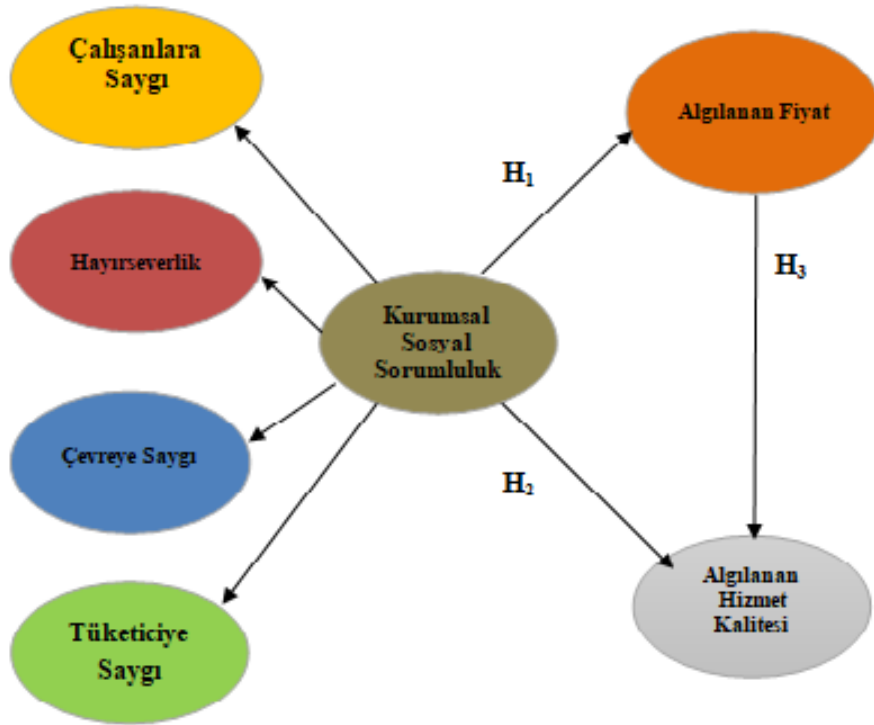 Çalışanlara
Saygı
Algılanan Fiyat
H₁
Hayırseverlik
H₃
Kurumsal
Sosyal
Sorumluluk
Çevreye Saygı
H₂
Algılanan
Hizmet
Kalitesi
Tüketiciye
Saygı